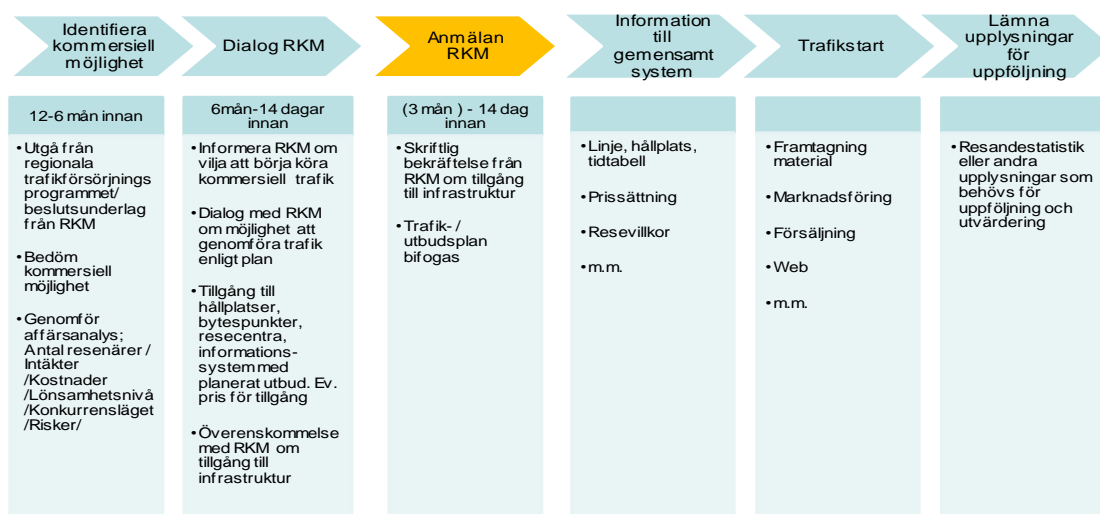 Identifiera
kommersiell
möjlighet
Dialog RKM
Anmälan
RKM
Information
till
gemensamt
system
Trafikstart
Lämna
upplysningar
för
uppföljning
12-6 mån innan
•Utgå från
regionala
trafikförsörjnings
programmet/
beslutsunderlag
från RKM
•Bedöm
kommersiell
möjlighet
•Genomför
affärsanalys;
Antal resenärer /
Intäkter
/Kostnader
/Lönsamhetsnivå
/Konkurrensläget
/Risker/
6mån-14 dagar
innan
•Informera RKM om
vilja att börja köra
kommersiell trafik
•Dialog med RKM
om möjlighet att
genomföra trafik
enligt plan
•Tillgång till
hållplatser,
bytespunkter,
resecentra,
informations-
system med
planerat utbud. Ev.
pris för tillgång
•Överenskommelse
med RKM om
tillgång till
infrastruktur
(3 mån ) - 14 dag
innan
•Skriftlig
bekräftelse från
RKM om tillgång
till infrastruktur
•Trafik- /
utbudsplan
bifogas
•Linje, hållplats,
tidtabell
•Prissättning
•Resevillkor
•m.m.
•Framtagning
material
•Marknadsföring
•Försäljning
•Web
•m.m.
•Resandestatistik
eller andra
upplysningar som
behövs för
uppföljning och
utvärdering